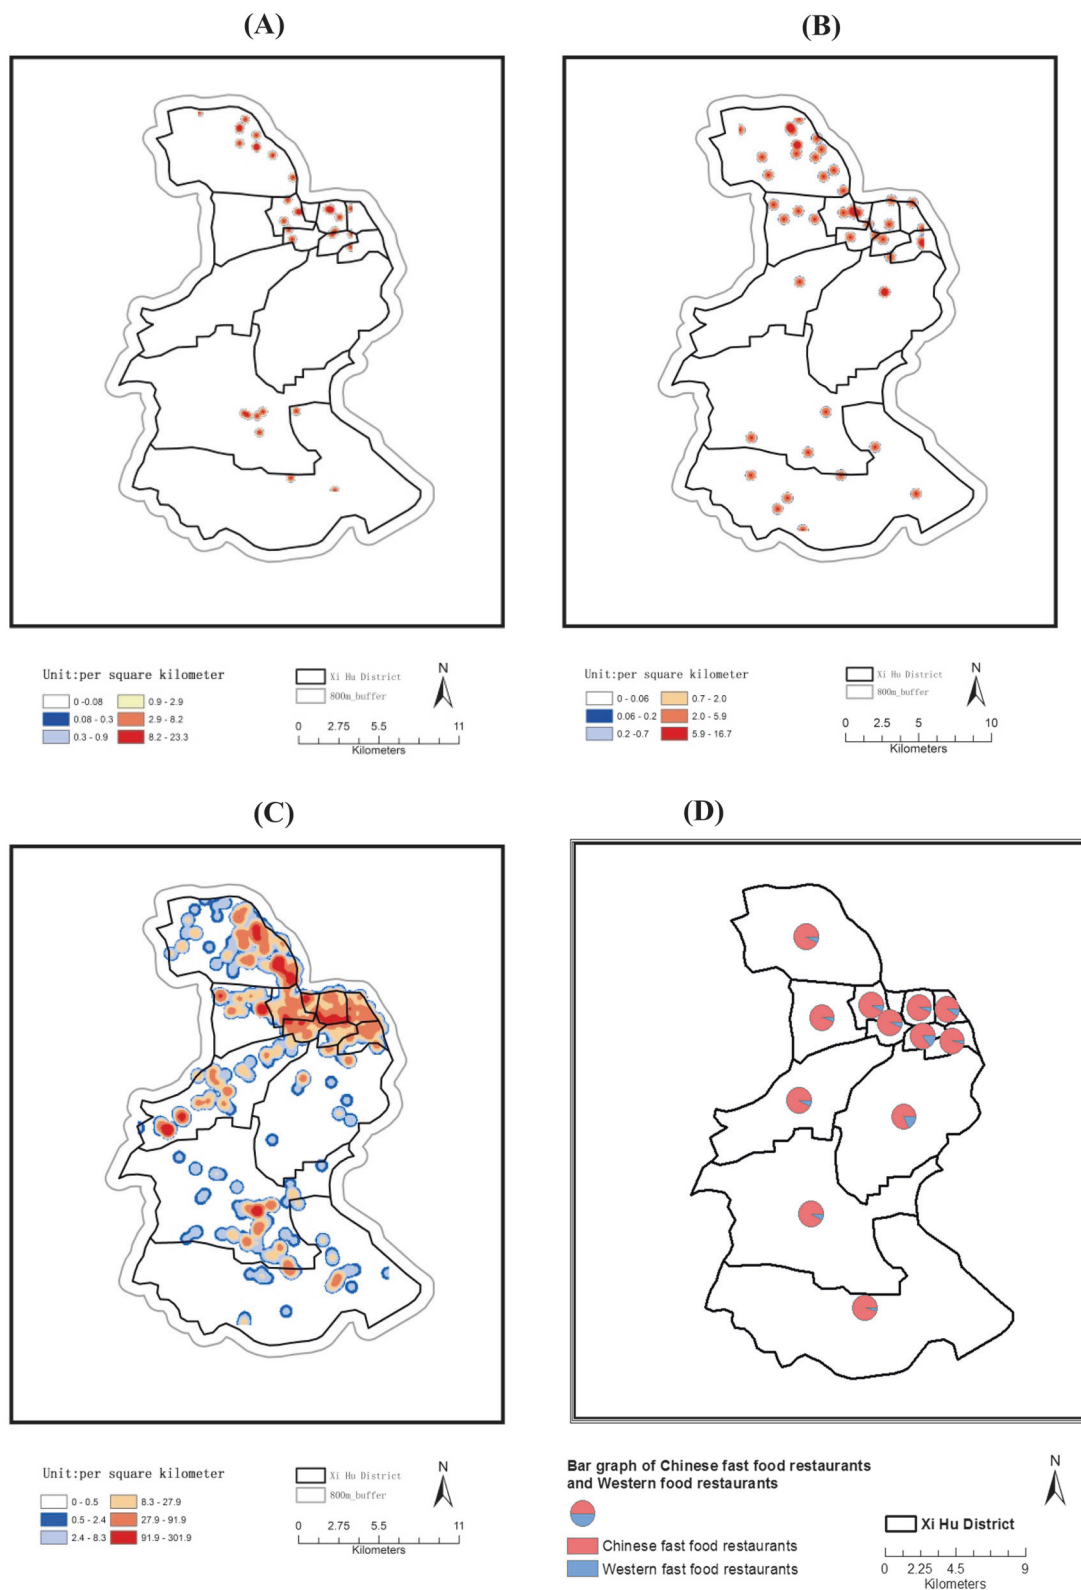 (A)
(B)
Unit:per square kilometer
0 -0.08
0.9 - 2.9
0.08 - 0.3
2.9 - 8.2
0.3 - 0.9
8.2 - 23.3
Xi Hu District
800m_buffer
N
0 2.75 5.5 11
Kilometers
Unit:per square kilometer
0 - 0.06
0.7 - 2.0
0.06 - 0.2
2.0 - 5.9
0.2 -0.7
5.9 - 16.7
Xi Hu District
800m_buffer
N
0 2.5 5 10
Kilometers
(C)
(D)
Unit:per square kilometer
0 - 0.5
8.3 - 27.9
0.5 - 2.4
27.9 - 91.9
2.4 - 8.3
91.9 - 301.9
Xi Hu District
800m_buffer
N
0 2.75 5.5 11
Kilometers
Bar graph of Chinese fast food restaurants
and Western food restaurants
Chinese fast food restaurants
Western fast food restaurants
N
Xi Hu District
0 2.25 4.5 9
Kilometers